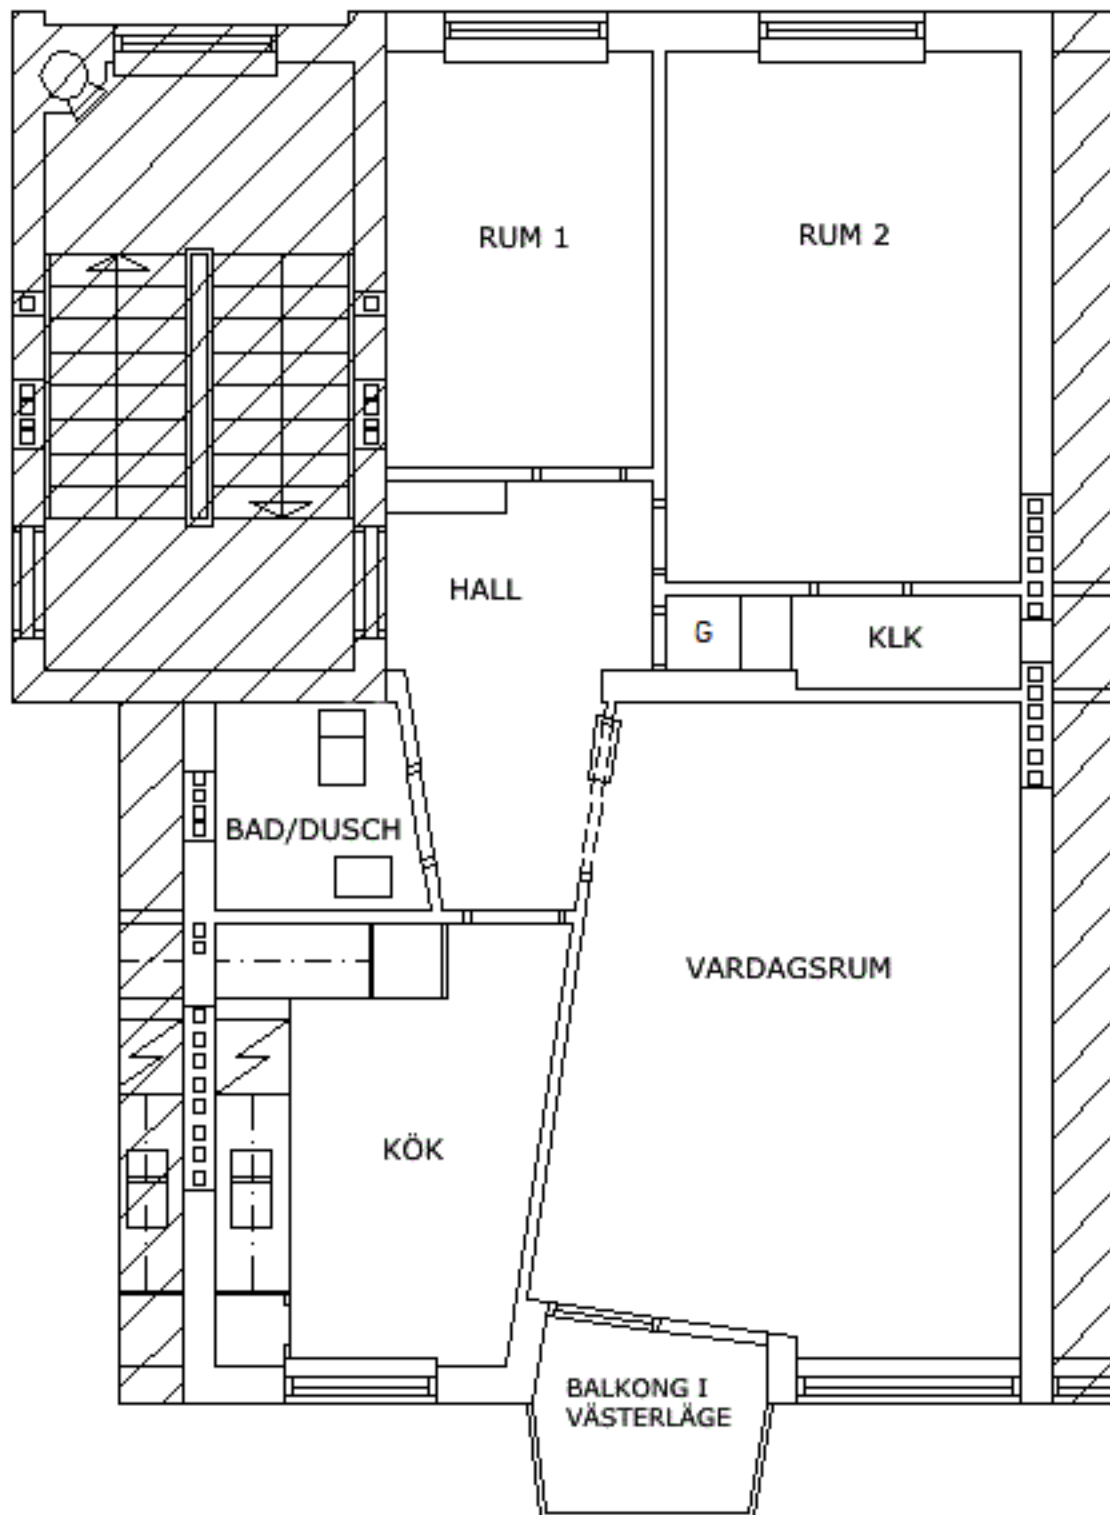 RUM 1
RUM 2
HALL
G
KLK
BAD/DUSCH
VARDAGSRUM
KÖK
BALKONG I
VÄSTERLÄGE